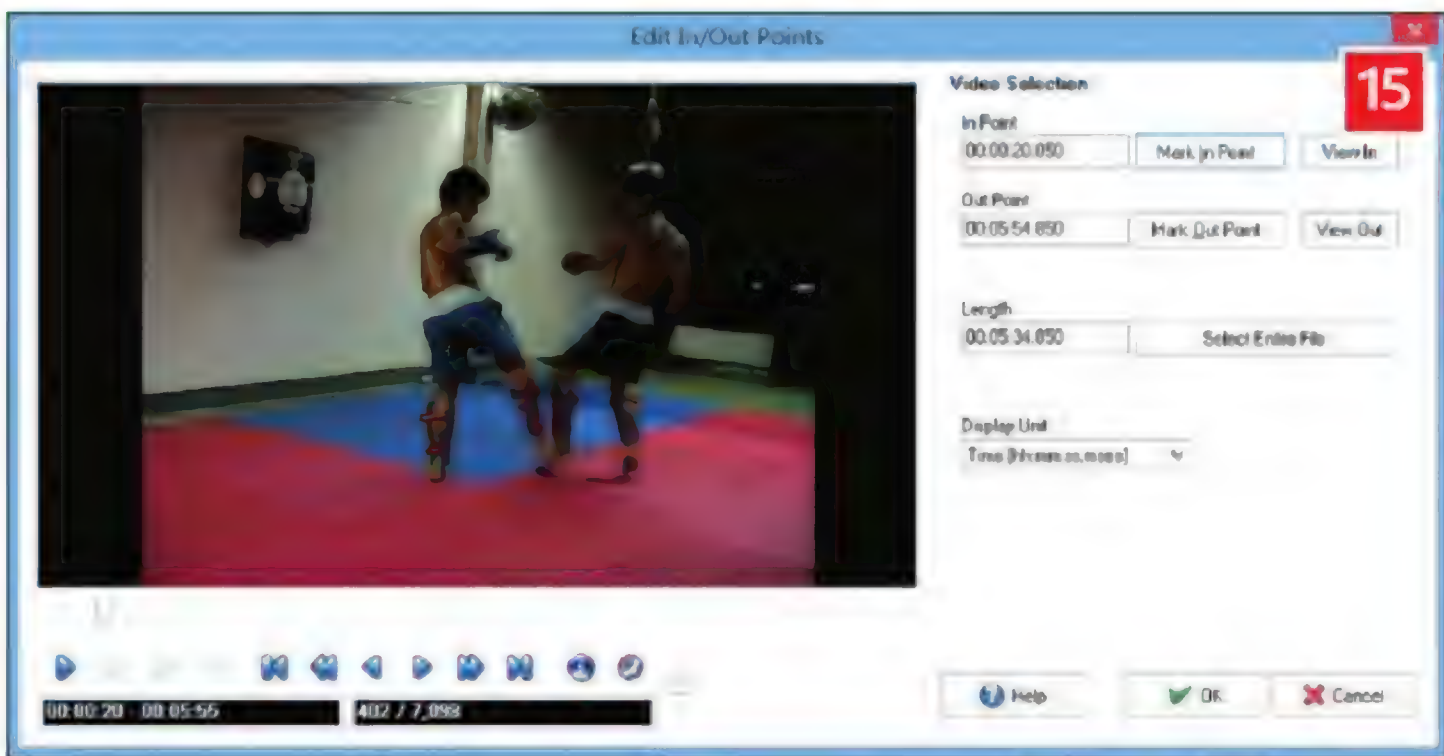 Edit In/Out Points
15
Video Selection
In Point
00:00:20.050
Mark In Point
View In
Out Point
00:05:54.850
Mark Out Point
View Out
Length
00:05:34.850
Select Entire File
Display Unit
Time
00:00:20 - 00:05:55
402 / 7,098
Help
OK
Cancel